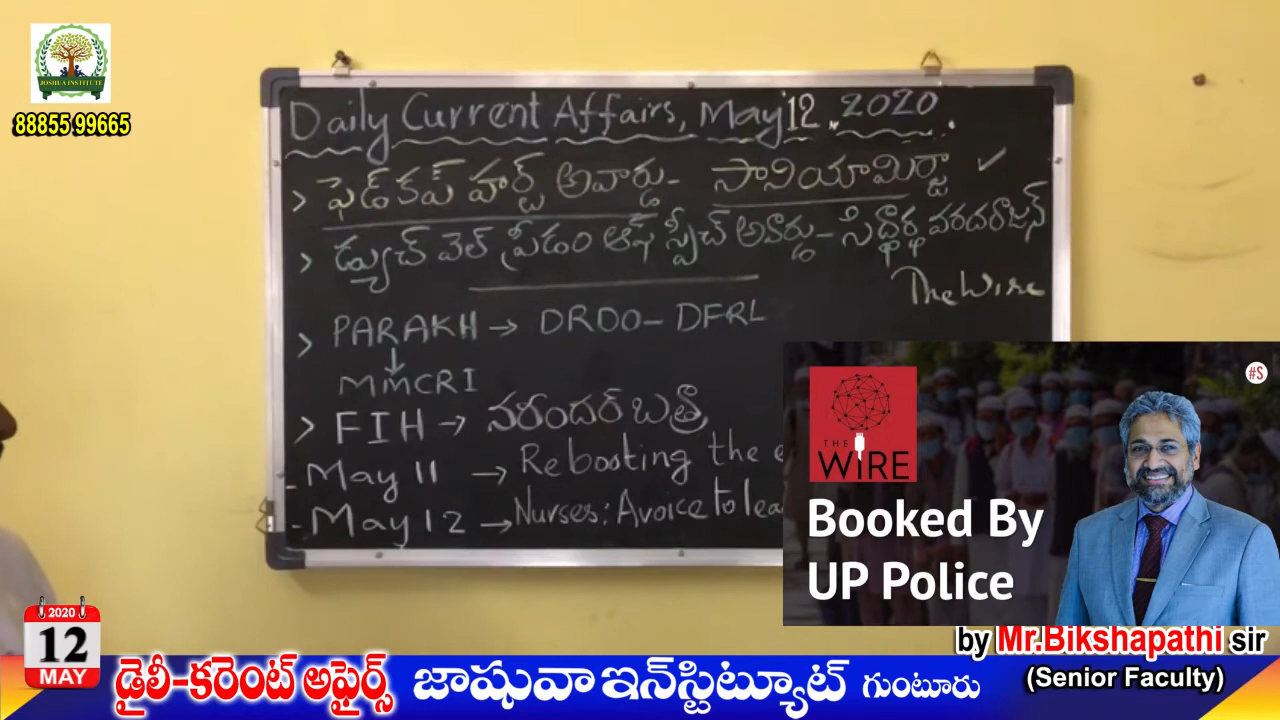 JOSHUA INSTITUTE
88855 99665
Daily Current Affairs, May 12, 2020.
> ఫెడ్ కప్ హార్ట్ అవార్డు - సానియా మిర్జా ✓
> డ్యుచ్ వెల్ ఫ్రీడం ఆఫ్ స్పీచ్ అవార్డు - సిద్ధార్థ వరదరాజన్
The Wire
> PARAKH → DRDO - DFRL
↓
MMCRI
> FIH → నరిందర్ బత్రా
- May 11 → Rebooting the e
- May 12 → Nurses: A voice to lea
#S
THE
WIRE
Booked By
UP Police
by Mr.Bikshapathi sir
(Senior Faculty)
2020
12
MAY
డైలీ-కరెంట్ అఫైర్స్ జాషువా ఇన్‌స్టిట్యూట్ గుంటూరు